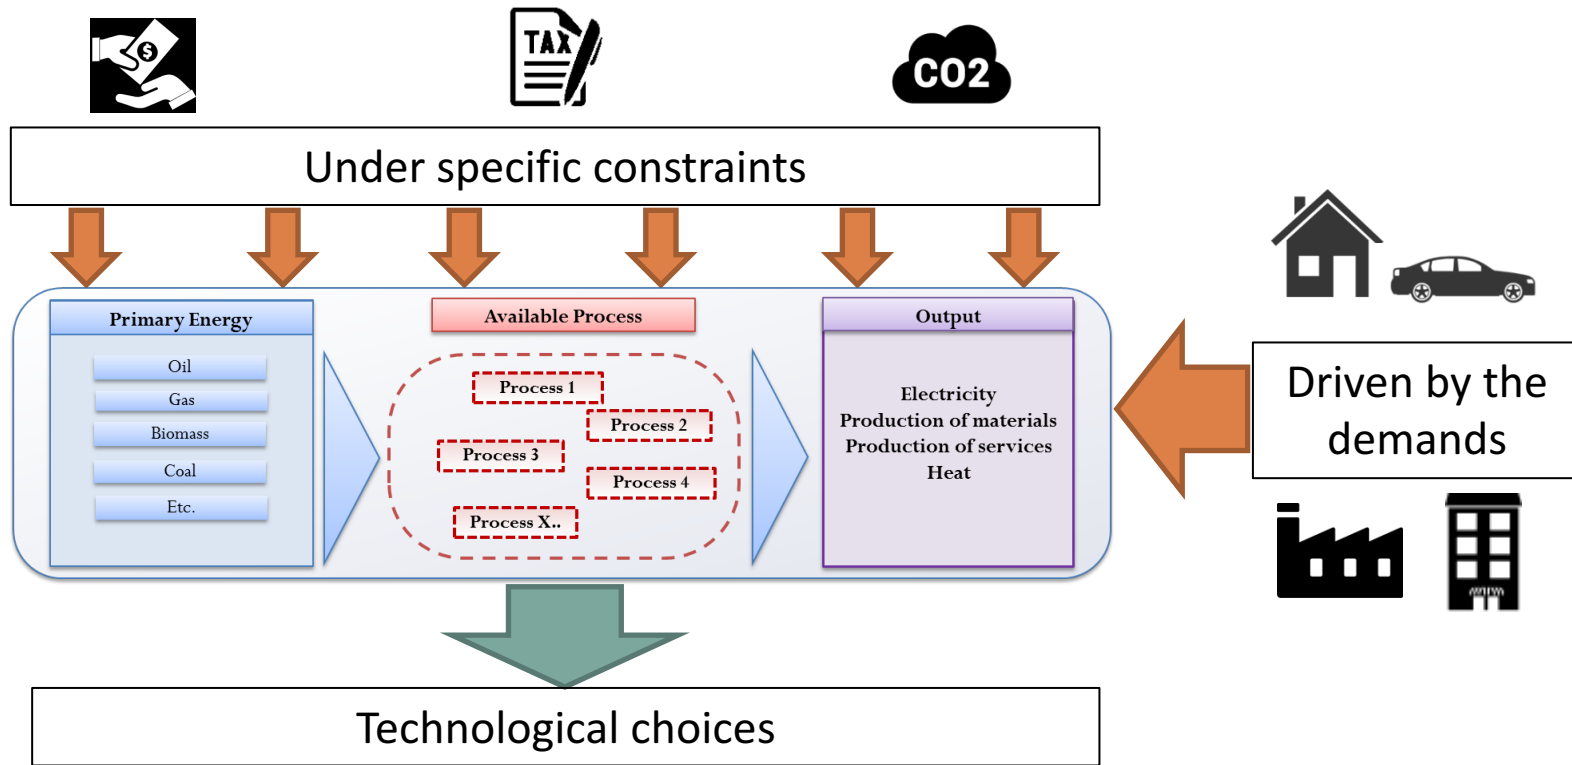 $
TAX
CO2
Under specific constraints
Primary Energy
Oil
Gas
Biomass
Coal
Etc.
Available Process
Process 1
Process 2
Process 3
Process 4
Process X..
Output
Electricity
Production of materials
Production of services
Heat
Driven by the
demands
Technological choices